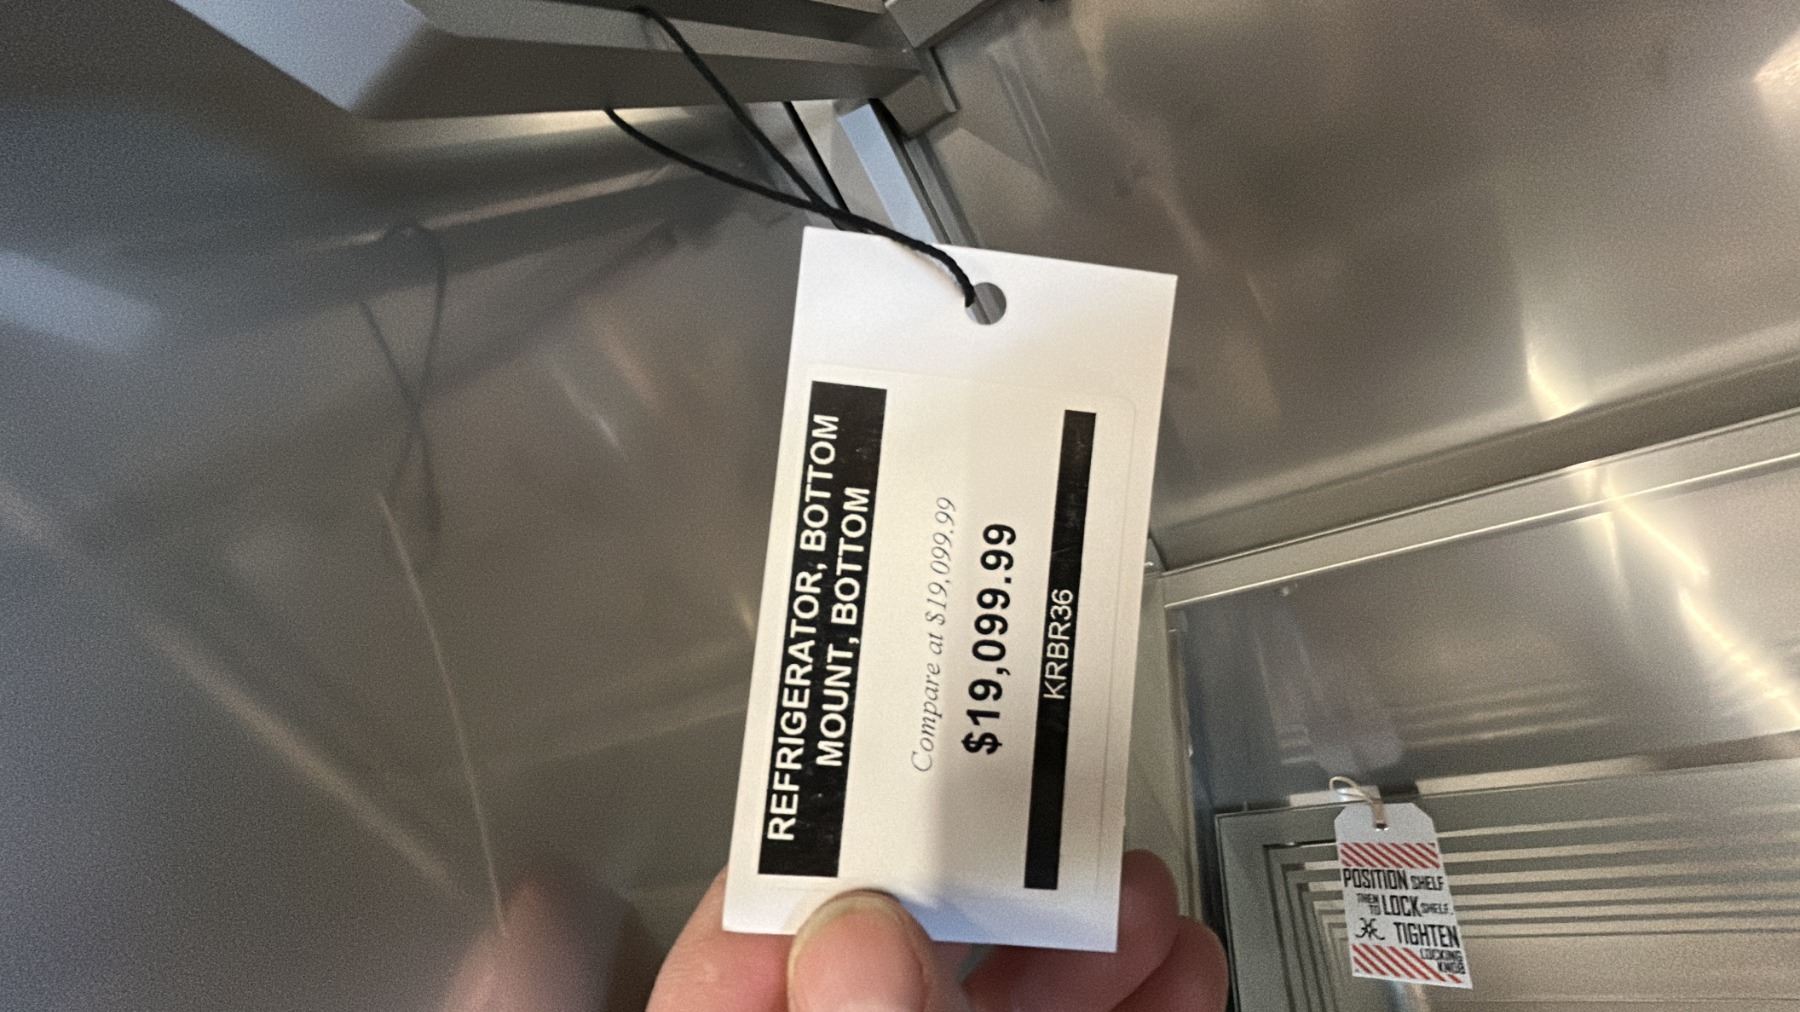 REFRIGERATOR, BOTTOM
MOUNT, BOTTOM
Compare at $19,099.99
$19,099.99
KRBR36
POSITION SHELF
THEN TO LOCK SHELF.
TIGHTEN
LOCKING
KNOB